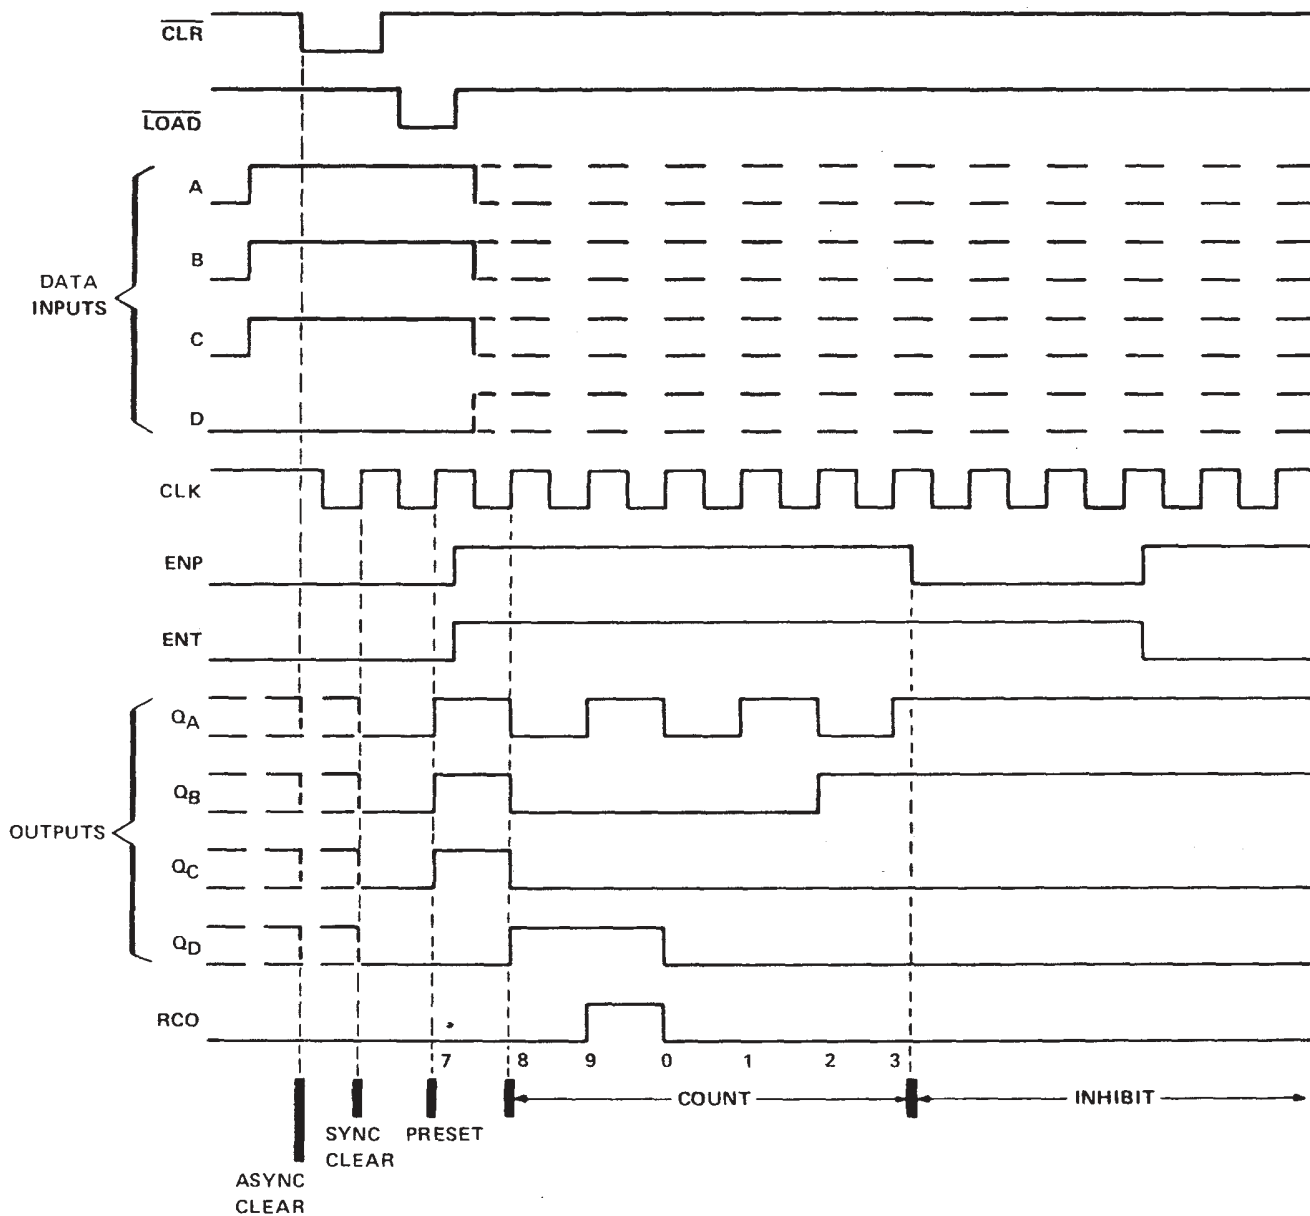 CLR
LOAD
A
B
DATA
INPUTS
C
D
CLK
ENP
ENT
QA
QB
OUTPUTS
QC
QD
RCO
7 8 9 0 1 2 3
COUNT INHIBIT
SYNC
CLEAR
PRESET
ASYNC
CLEAR